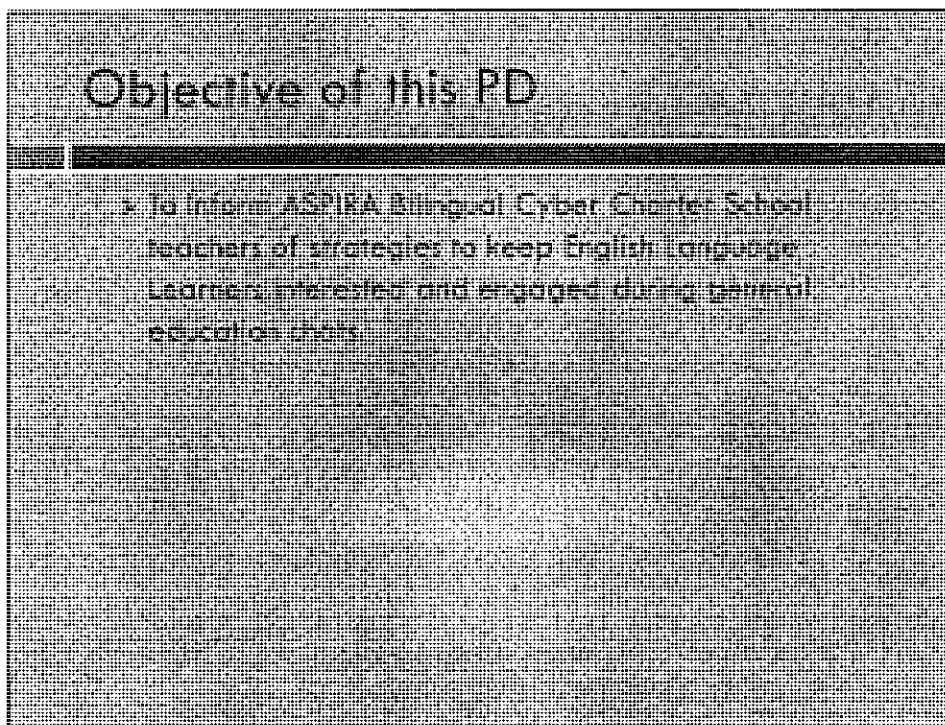 Objective of this PD
➢ To inform ASPIRA Bilingual Cyber Charter School
teachers of strategies to keep English Language
Learners interested and engaged during general
education chats.